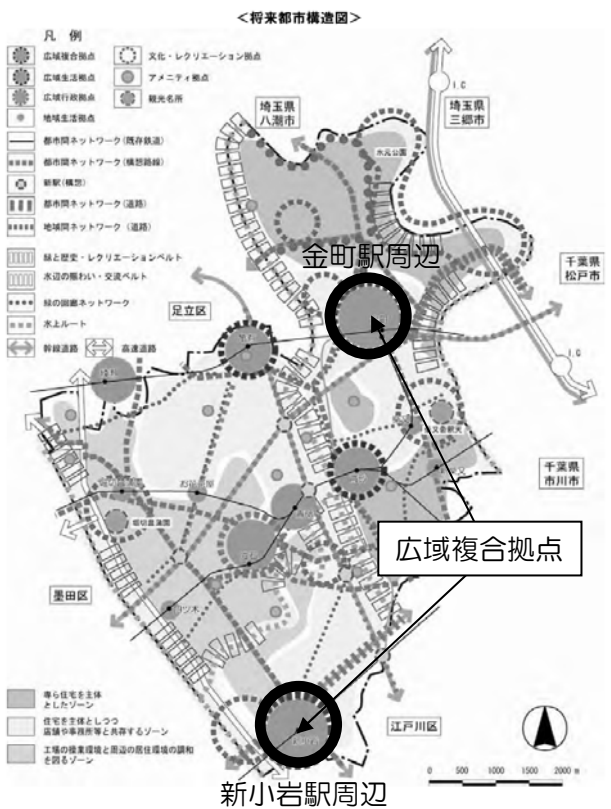 ＜将来都市構造図＞
凡例
広域複合拠点
広域生活拠点
広域行政拠点
地域生活拠点
文化・レクリエーション拠点
アメニティ拠点
観光名所
都市間ネットワーク（既存鉄道）
都市間ネットワーク（構想路線）
新駅（構想）
都市間ネットワーク（道路）
地域間ネットワーク（道路）
緑と歴史・レクリエーションベルト
水辺の賑わい・交流ベルト
緑の回廊ネットワーク
水上ルート
幹線道路
高速道路
埼玉県
八潮市
埼玉県
三郷市
I.C
水元公園
金町駅周辺
千葉県
松戸市
足立区
I.C
千葉県
市川市
お花茶屋
堀切菖蒲園
広域複合拠点
墨田区
四ツ木
江戸川区
専ら住宅を主体
としたゾーン
住宅を主体としつつ
店舗や事務所等と共存するゾーン
工場の操業環境と周辺の居住環境の調和
を図るゾーン
0 500 1000 1500 2000 m
新小岩駅周辺